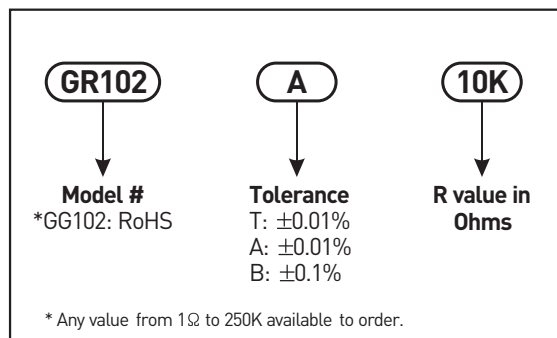 GR102 A 10K
Model # Tolerance R value in
*GG102: RoHS T: ±0.01% Ohms
A: ±0.01%
B: ±0.1%
* Any value from 1Ω to 250K available to order.